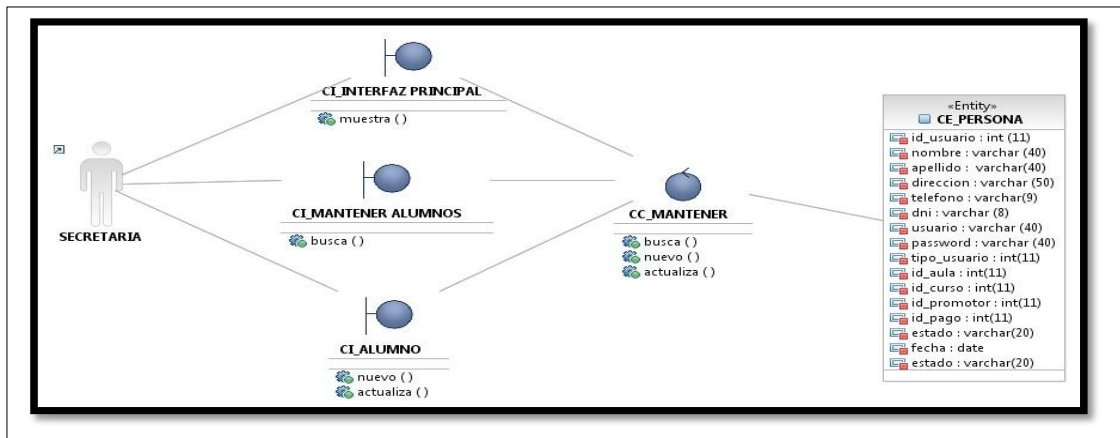 CI_INTERFAZ PRINCIPAL
muestra ( )
SECRETARIA
CI_MANTENER ALUMNOS
busca ( )
CI_ALUMNO
nuevo ( )
actualiza ( )
CC_MANTENER
busca ( )
nuevo ( )
actualiza ( )
«Entity»
CE_PERSONA
id_usuario : int (11)
nombre : varchar (40)
apellido : varchar(40)
direccion : varchar (50)
telefono : varchar(9)
dni : varchar (8)
usuario : varchar (40)
password : varchar (40)
tipo_usuario : int(11)
id_aula : int(11)
id_curso : int(11)
id_promotor : int(11)
id_pago : int(11)
estado : varchar(20)
fecha : date
estado : varchar(20)